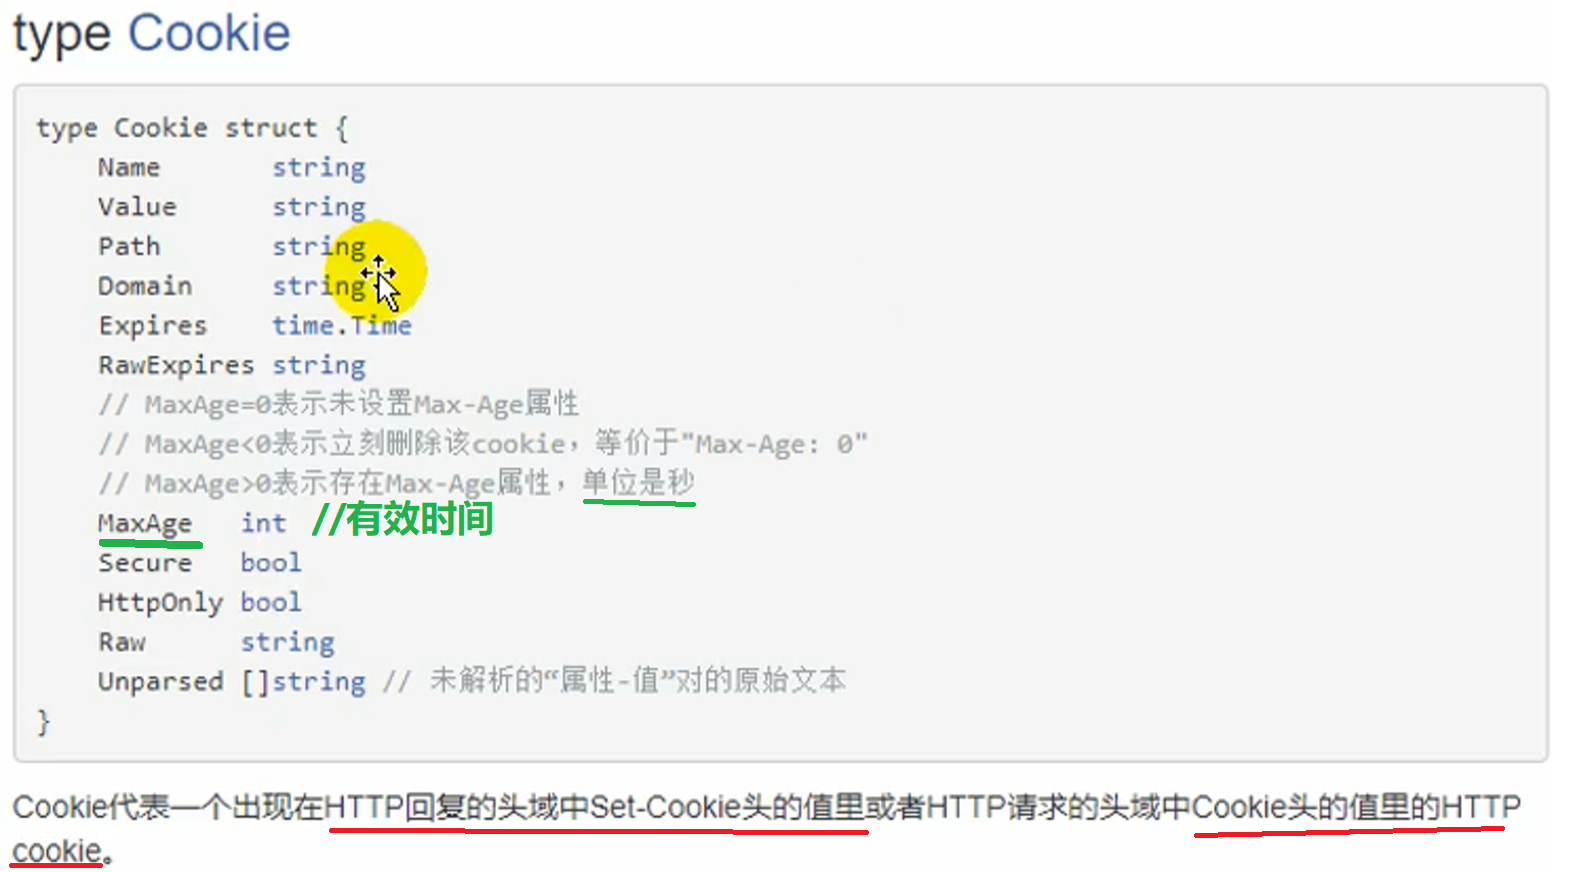 type Cookie
type Cookie struct {
Name string
Value string
Path string
Domain string
Expires time.Time
RawExpires string
// MaxAge=0表示未设置Max-Age属性
// MaxAge<0表示立刻删除该cookie，等价于"Max-Age: 0"
// MaxAge>0表示存在Max-Age属性，单位是秒
MaxAge int //有效时间
Secure bool
HttpOnly bool
Raw string
Unparsed []string // 未解析的“属性-值”对的原始文本
}
Cookie代表一个出现在HTTP回复的头域中Set-Cookie头的值里或者HTTP请求的头域中Cookie头的值里的HTTP
cookie。